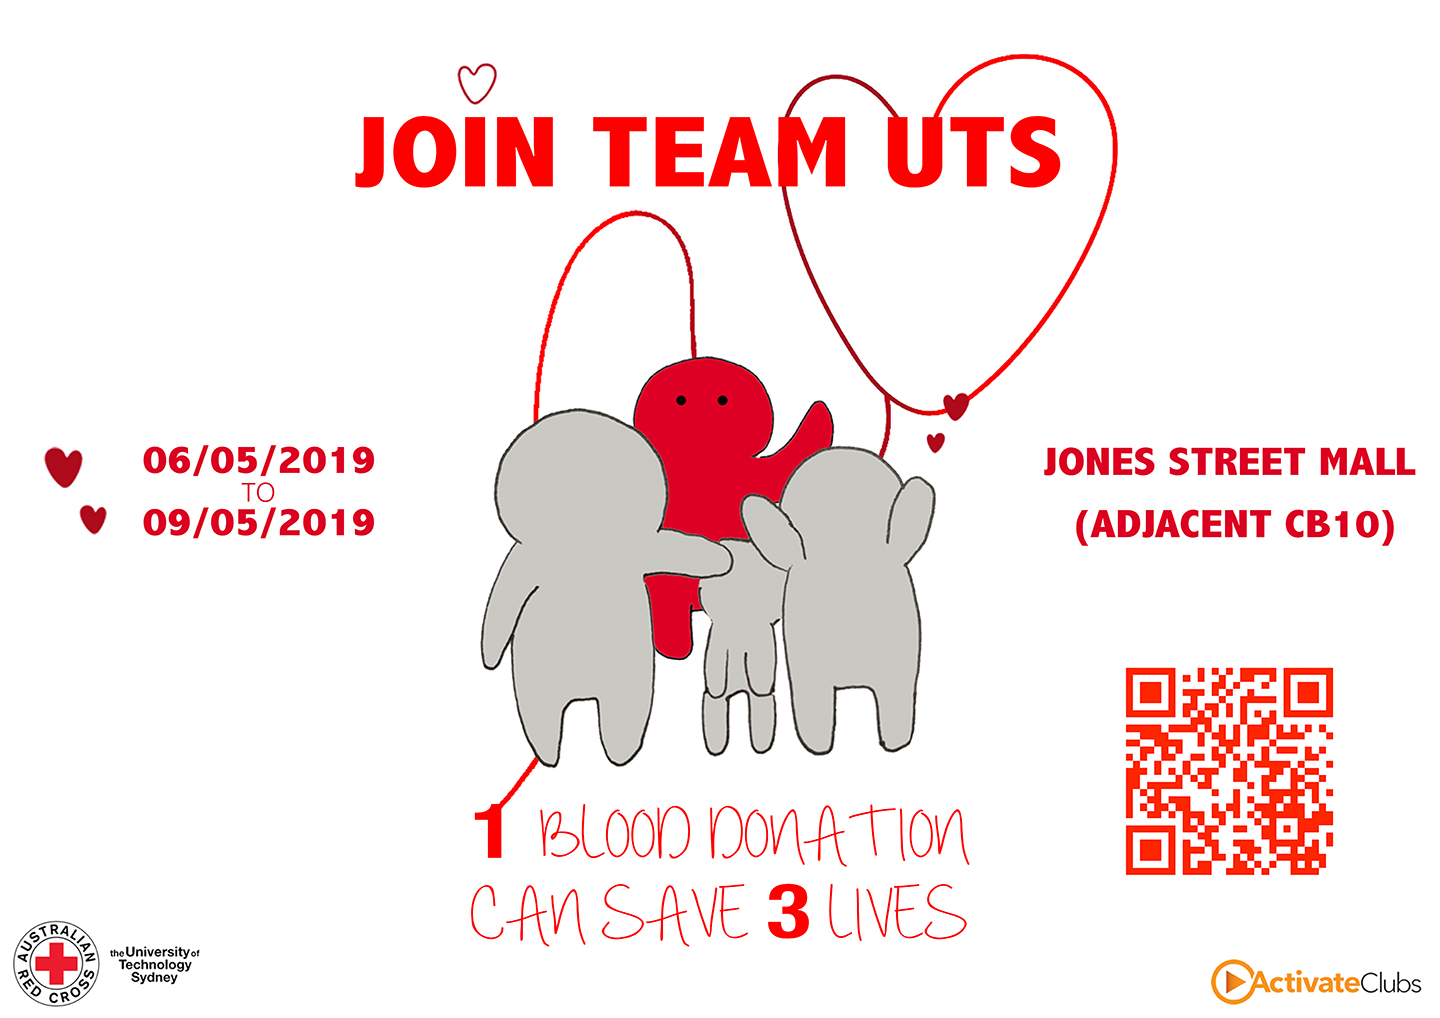 JOIN TEAM UTS
06/05/2019
TO
09/05/2019
JONES STREET MALL
(ADJACENT CB10)
1 BLOOD DONATION
CAN SAVE 3 LIVES
AUSTRALIAN
RED CROSS
the University of
Technology
Sydney
ActivateClubs